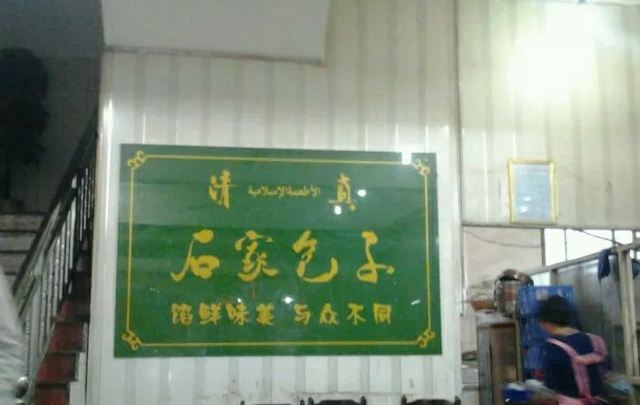 清 الأطعمة الإسلامية 真
石家包子
馅鲜味美 与众不同